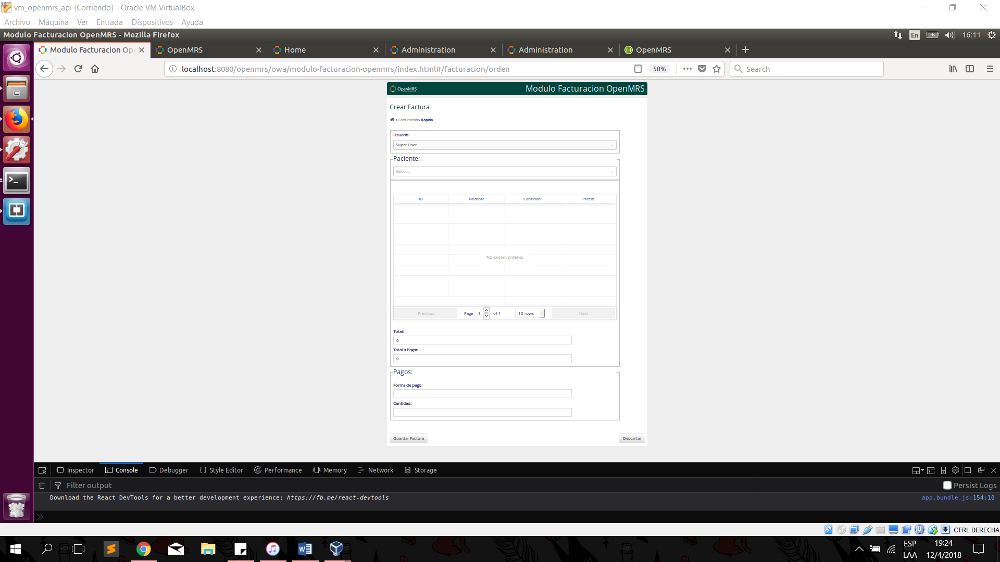 vm_openmrs_api [Corriendo] - Oracle VM VirtualBox
Archivo Máquina Ver Entrada Dispositivos Ayuda
Modulo Facturacion OpenMRS - Mozilla Firefox
En 16:11
Modulo Facturacion Ope
OpenMRS
Home
Administration
Administration
OpenMRS
localhost:8080/openmrs/owa/modulo-facturacion-openmrs/index.html#/facturacion/orden
50%
Search
OpenMRS
Modulo Facturacion OpenMRS
Crear Factura
› Facturacion › Rapida
Usuario:
Super User
Paciente:
Select...
ID Nombre Cantidad Precio
No existen ordenes
Previous Page 1 of 1 10 rows Next
Total:
0
Total a Pagar:
0
Pagos:
Forma de pago:
Cantidad:
Guardar Factura Descartar
Inspector Console Debugger {} Style Editor Performance Memory Network Storage
Filter output Persist Logs
Download the React DevTools for a better development experience: https://fb.me/react-devtools app.bundle.js:154:10
CTRL DERECHA
ESP 19:24
LAA 12/4/2018